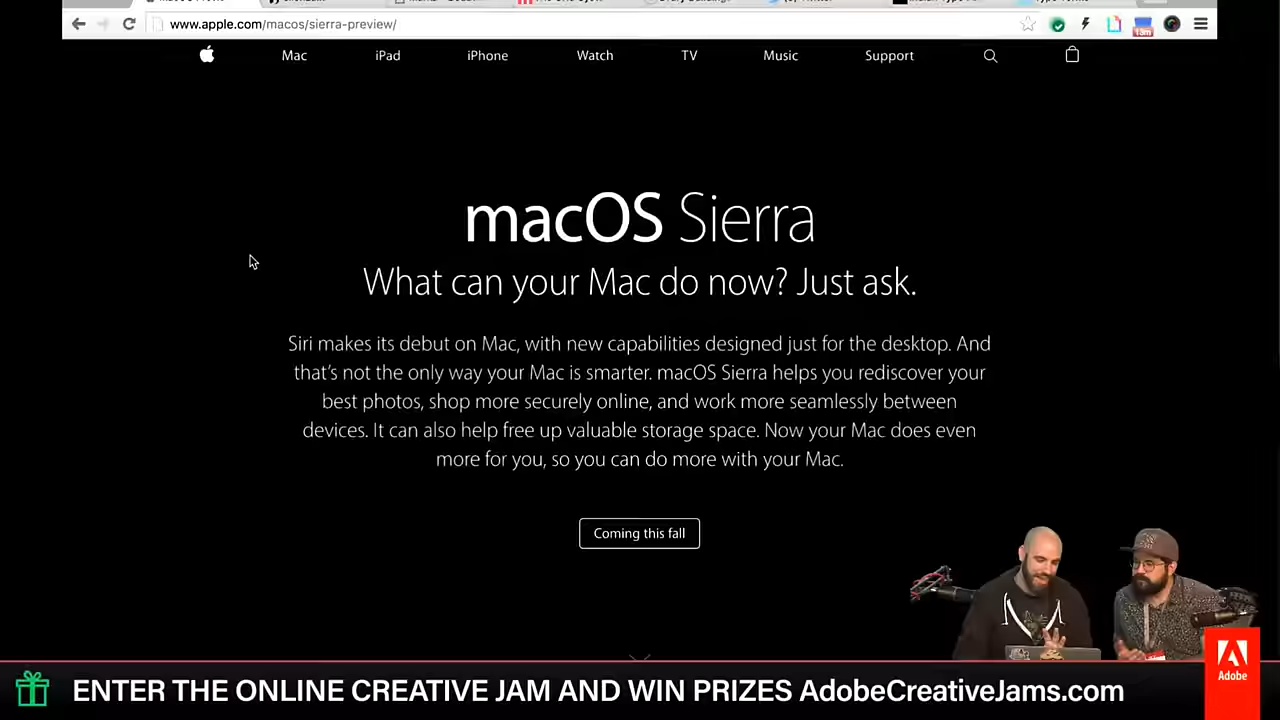 www.apple.com/macos/sierra-preview/
13m
Mac iPad iPhone Watch TV Music Support
macOS Sierra
What can your Mac do now? Just ask.
Siri makes its debut on Mac, with new capabilities designed just for the desktop. And
that's not the only way your Mac is smarter. macOS Sierra helps you rediscover your
best photos, shop more securely online, and work more seamlessly between
devices. It can also help free up valuable storage space. Now your Mac does even
more for you, so you can do more with your Mac.
Coming this fall
ENTER THE ONLINE CREATIVE JAM AND WIN PRIZES AdobeCreativeJams.com
Adobe